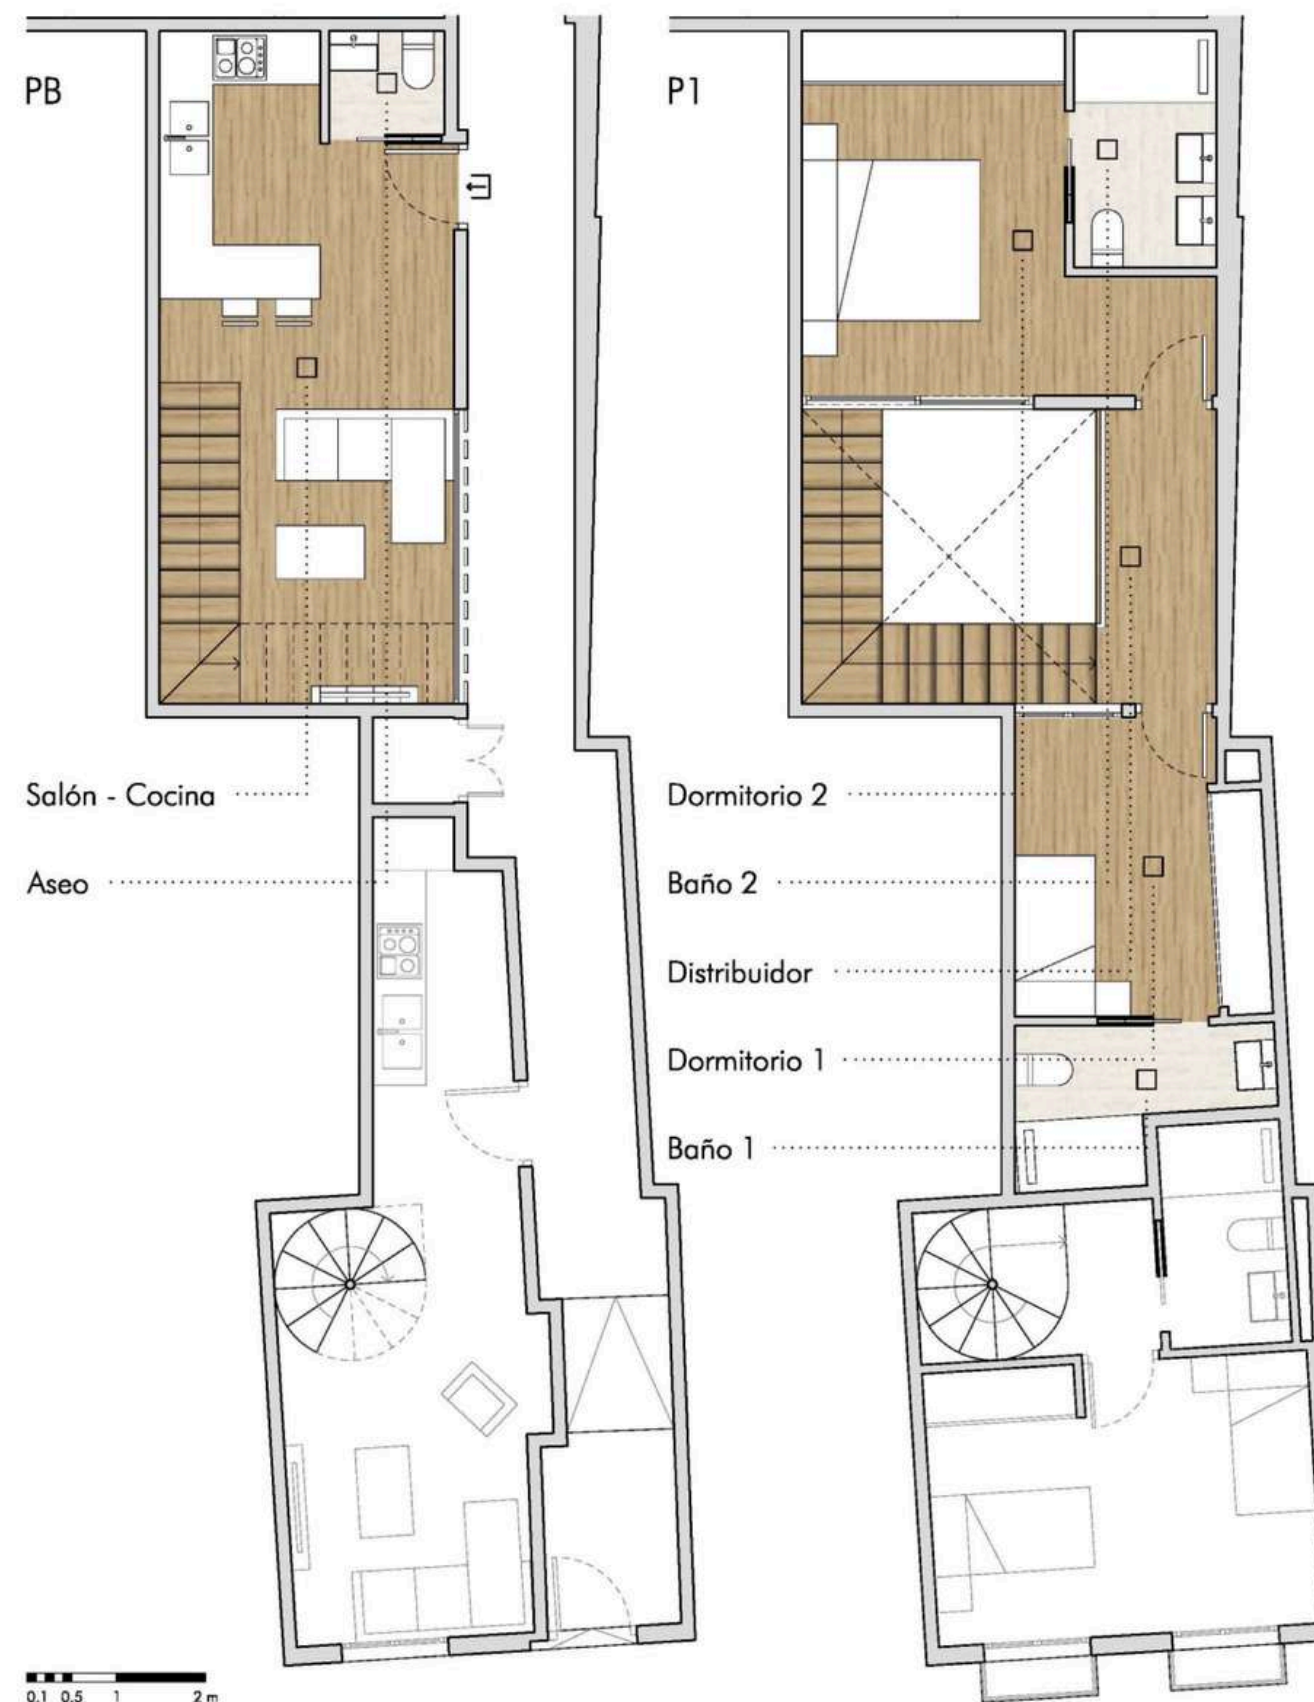 PB
Salón - Cocina
Aseo
P1
Dormitorio 2
Baño 2
Distribuidor
Dormitorio 1
Baño 1
0.1 0.5 1 2 m